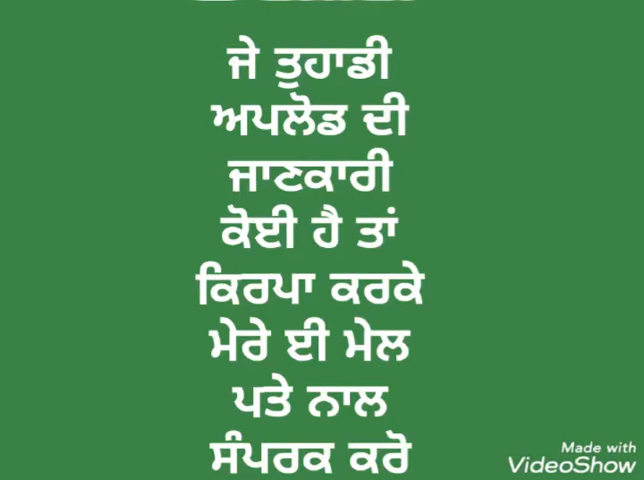 ਜੇ ਤੁਹਾਡੀ
ਅਪਲੋਡ ਦੀ
ਜਾਣਕਾਰੀ
ਕੋਈ ਹੈ ਤਾਂ
ਕਿਰਪਾ ਕਰਕੇ
ਮੇਰੇ ਈ ਮੇਲ
ਪਤੇ ਨਾਲ
ਸੰਪਰਕ ਕਰੋ
Made with
VideoShow